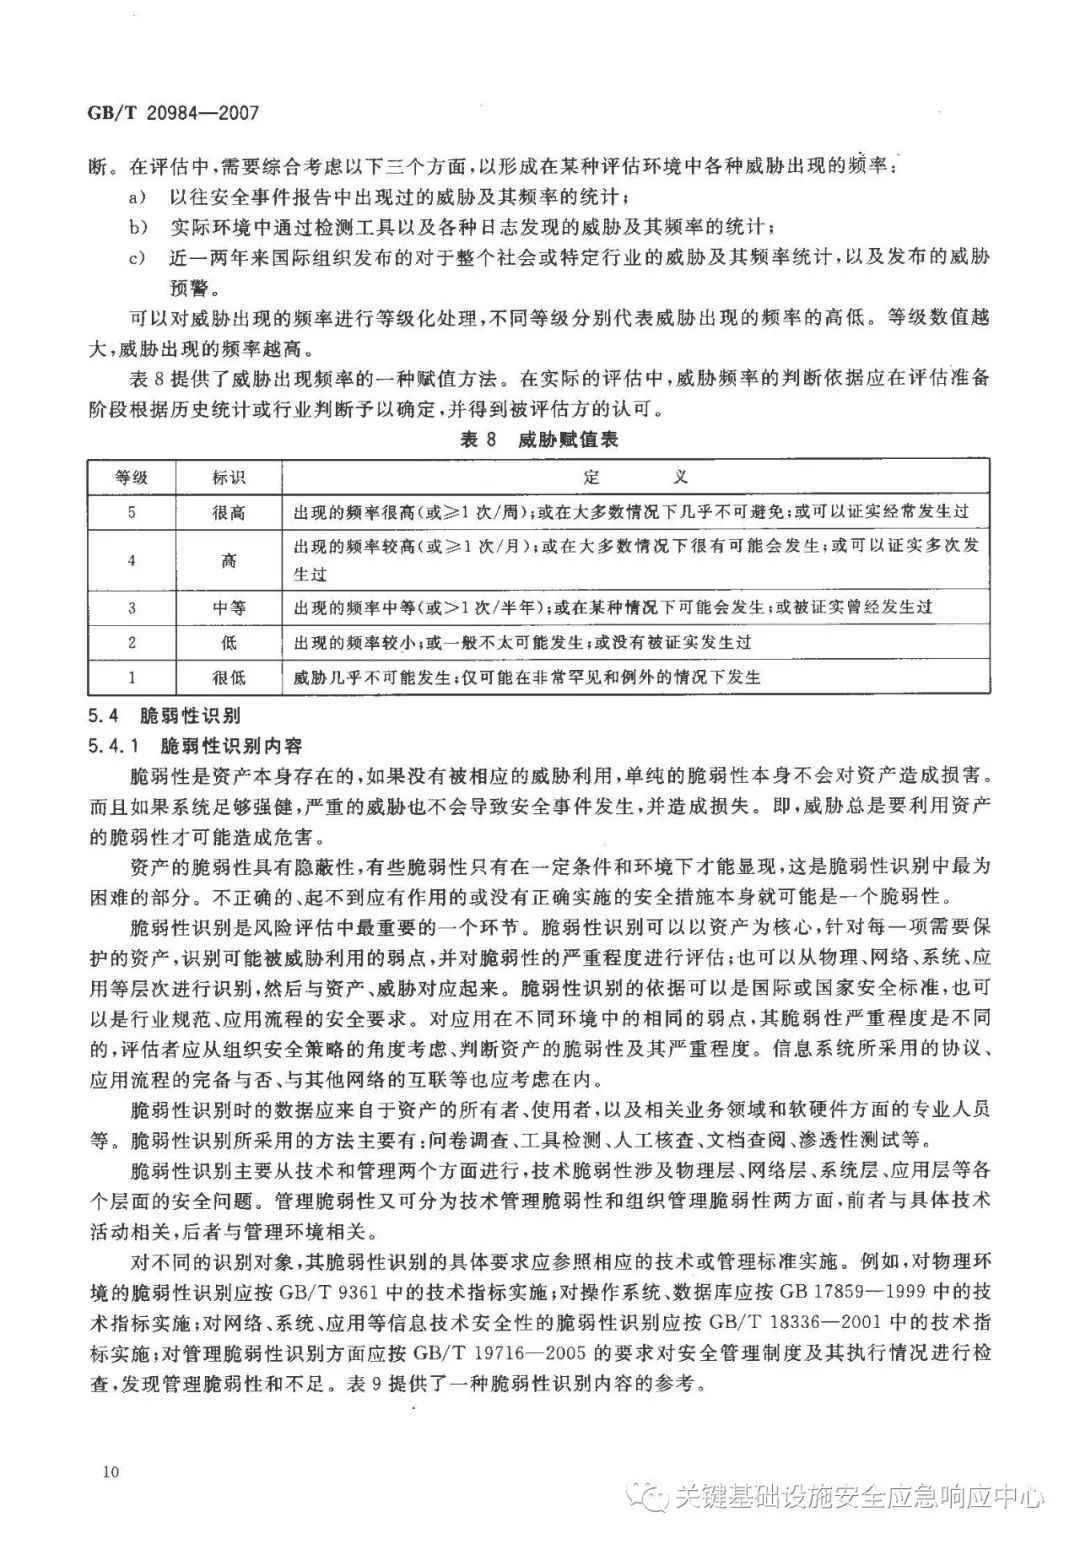 GB/T 20984—2007
断。在评估中,需要综合考虑以下三个方面,以形成在某种评估环境中各种威胁出现的频率:
a) 以往安全事件报告中出现过的威胁及其频率的统计;
b) 实际环境中通过检测工具以及各种日志发现的威胁及其频率的统计;
c) 近一两年来国际组织发布的对于整个社会或特定行业的威胁及其频率统计,以及发布的威胁
预警。
可以对威胁出现的频率进行等级化处理,不同等级分别代表威胁出现的频率的高低。等级数值越
大,威胁出现的频率越高。
表 8 提供了威胁出现频率的一种赋值方法。在实际的评估中,威胁频率的判断依据应在评估准备
阶段根据历史统计或行业判断予以确定,并得到被评估方的认可。
表 8 威胁赋值表
等级 标识 定 义
5 很高 出现的频率很高(或≥1 次/周);或在大多数情况下几乎不可避免;或可以证实经常发生过
4 高 出现的频率较高(或≥1 次/月);或在大多数情况下很有可能会发生;或可以证实多次发
生过
3 中等 出现的频率中等(或>1 次/半年);或在某种情况下可能会发生;或被证实曾经发生过
2 低 出现的频率较小;或一般不太可能发生;或没有被证实发生过
1 很低 威胁几乎不可能发生;仅可能在非常罕见和例外的情况下发生
5.4 脆弱性识别
5.4.1 脆弱性识别内容
脆弱性是资产本身存在的,如果没有被相应的威胁利用,单纯的脆弱性本身不会对资产造成损害。
而且如果系统足够强健,严重的威胁也不会导致安全事件发生,并造成损失。即,威胁总是要利用资产
的脆弱性才可能造成危害。
资产的脆弱性具有隐蔽性,有些脆弱性只有在一定条件和环境下才能显现,这是脆弱性识别中最为
困难的部分。不正确的、起不到应有作用的或没有正确实施的安全措施本身就可能是一个脆弱性。
脆弱性识别是风险评估中最重要的一个环节。脆弱性识别可以以资产为核心,针对每一项需要保
护的资产,识别可能被威胁利用的弱点,并对脆弱性的严重程度进行评估;也可以从物理、网络、系统、应
用等层次进行识别,然后与资产、威胁对应起来。脆弱性识别的依据可以是国际或国家安全标准,也可
以是行业规范、应用流程的安全要求。对应用在不同环境中的相同的弱点,其脆弱性严重程度是不同
的,评估者应从组织安全策略的角度考虑、判断资产的脆弱性及其严重程度。信息系统所采用的协议、
应用流程的完备与否、与其他网络的互联等也应考虑在内。
脆弱性识别时的数据应来自于资产的所有者、使用者,以及相关业务领域和软硬件方面的专业人员
等。脆弱性识别所采用的方法主要有:问卷调查、工具检测、人工核查、文档查阅、渗透性测试等。
脆弱性识别主要从技术和管理两个方面进行,技术脆弱性涉及物理层、网络层、系统层、应用层等各
个层面的安全问题。管理脆弱性又可分为技术管理脆弱性和组织管理脆弱性两方面,前者与具体技术
活动相关,后者与管理环境相关。
对不同的识别对象,其脆弱性识别的具体要求应参照相应的技术或管理标准实施。例如,对物理环
境的脆弱性识别应按 GB/T 9361 中的技术指标实施;对操作系统、数据库应按 GB 17859—1999 中的技
术指标实施;对网络、系统、应用等信息技术安全性的脆弱性识别应按 GB/T 18336—2001 中的技术指
标实施;对管理脆弱性识别方面应按 GB/T 19716—2005 的要求对安全管理制度及其执行情况进行检
查,发现管理脆弱性和不足。表 9 提供了一种脆弱性识别内容的参考。
10
关键基础设施安全应急响应中心